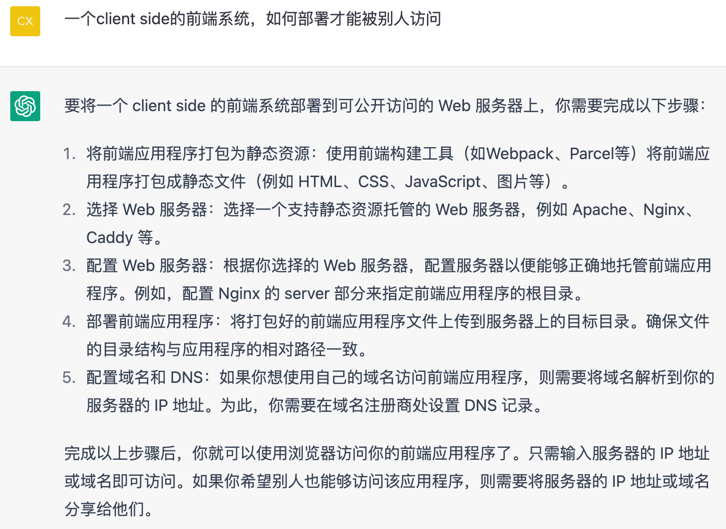 CX
一个client side的前端系统，如何部署才能被别人访问
要将一个 client side 的前端系统部署到可公开访问的 Web 服务器上，你需要完成以下步骤：
1. 将前端应用程序打包为静态资源：使用前端构建工具（如Webpack、Parcel等）将前端应
用程序打包成静态文件（例如 HTML、CSS、JavaScript、图片等）。
2. 选择 Web 服务器：选择一个支持静态资源托管的 Web 服务器，例如 Apache、Nginx、
Caddy 等。
3. 配置 Web 服务器：根据你选择的 Web 服务器，配置服务器以便能够正确地托管前端应用
程序。例如，配置 Nginx 的 server 部分来指定前端应用程序的根目录。
4. 部署前端应用程序：将打包好的前端应用程序文件上传到服务器上的目标目录。确保文件
的目录结构与应用程序的相对路径一致。
5. 配置域名和 DNS：如果你想使用自己的域名访问前端应用程序，则需要将域名解析到你的
服务器的 IP 地址。为此，你需要在域名注册商处设置 DNS 记录。
完成以上步骤后，你就可以使用浏览器访问你的前端应用程序了。只需输入服务器的 IP 地址
或域名即可访问。如果你希望别人也能够访问该应用程序，则需要将服务器的 IP 地址或域名
分享给他们。